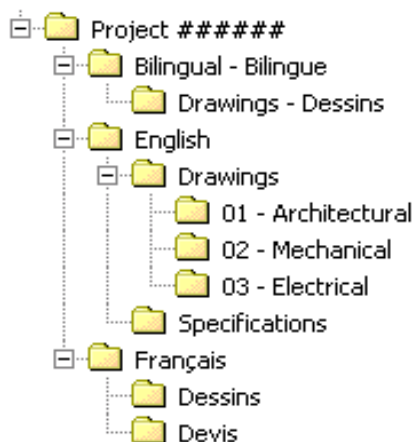 Project ######
Bilingual - Bilingue
Drawings - Dessins
English
Drawings
01 - Architectural
02 - Mechanical
03 - Electrical
Specifications
Français
Dessins
Devis